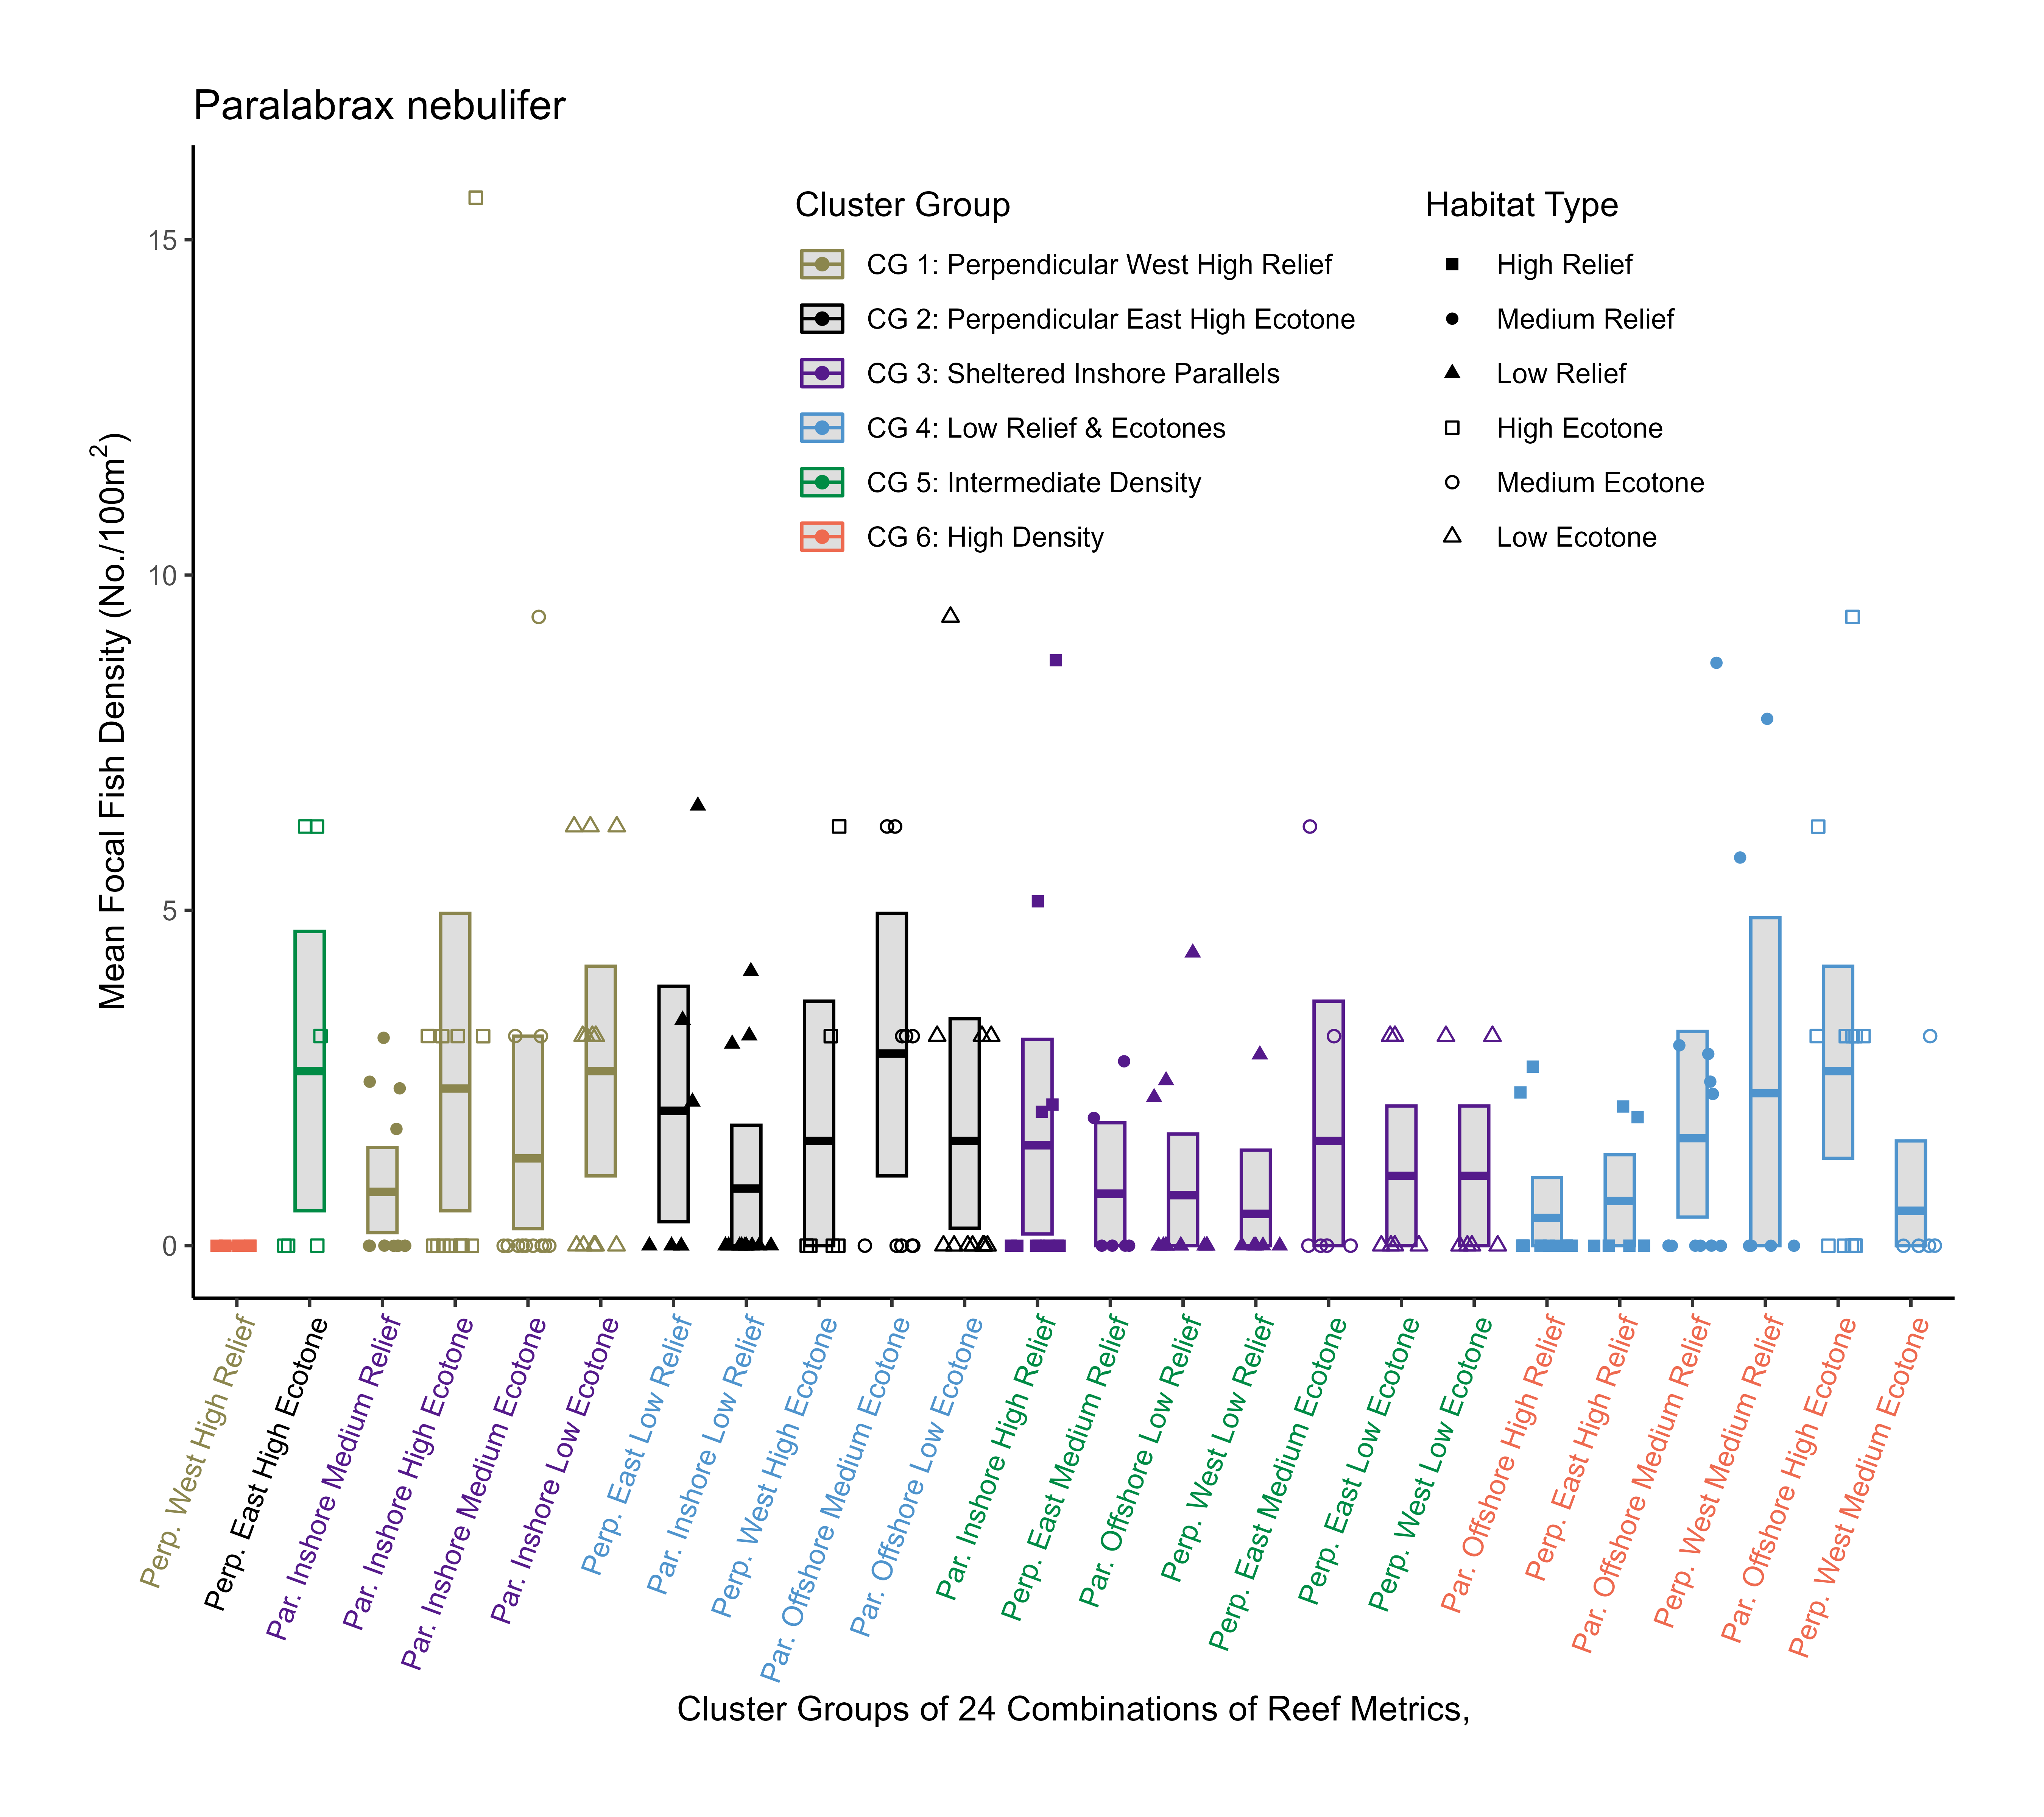 Paralabrax nebulifer
Cluster Group
CG 1: Perpendicular West High Relief
CG 2: Perpendicular East High Ecotone
CG 3: Sheltered Inshore Parallels
CG 4: Low Relief & Ecotones
CG 5: Intermediate Density
CG 6: High Density
Habitat Type
High Relief
Medium Relief
Low Relief
High Ecotone
Medium Ecotone
Low Ecotone
Mean Focal Fish Density (No./100m²)
15
10
5
0
Perp. West High Relief
Perp. East High Ecotone
Par. Inshore Medium Relief
Par. Inshore High Ecotone
Par. Inshore Medium Ecotone
Par. Inshore Low Ecotone
Perp. East Low Relief
Par. Inshore Low Relief
Perp. West High Ecotone
Par. Offshore Medium Ecotone
Par. Offshore Low Ecotone
Par. Inshore High Relief
Perp. East Medium Relief
Par. Offshore Low Relief
Perp. West Low Relief
Perp. East Medium Ecotone
Perp. East Low Ecotone
Perp. West Low Ecotone
Par. Offshore High Relief
Perp. East High Relief
Par. Offshore Medium Relief
Perp. West Medium Relief
Par. Offshore High Ecotone
Perp. West Medium Ecotone
Cluster Groups of 24 Combinations of Reef Metrics,